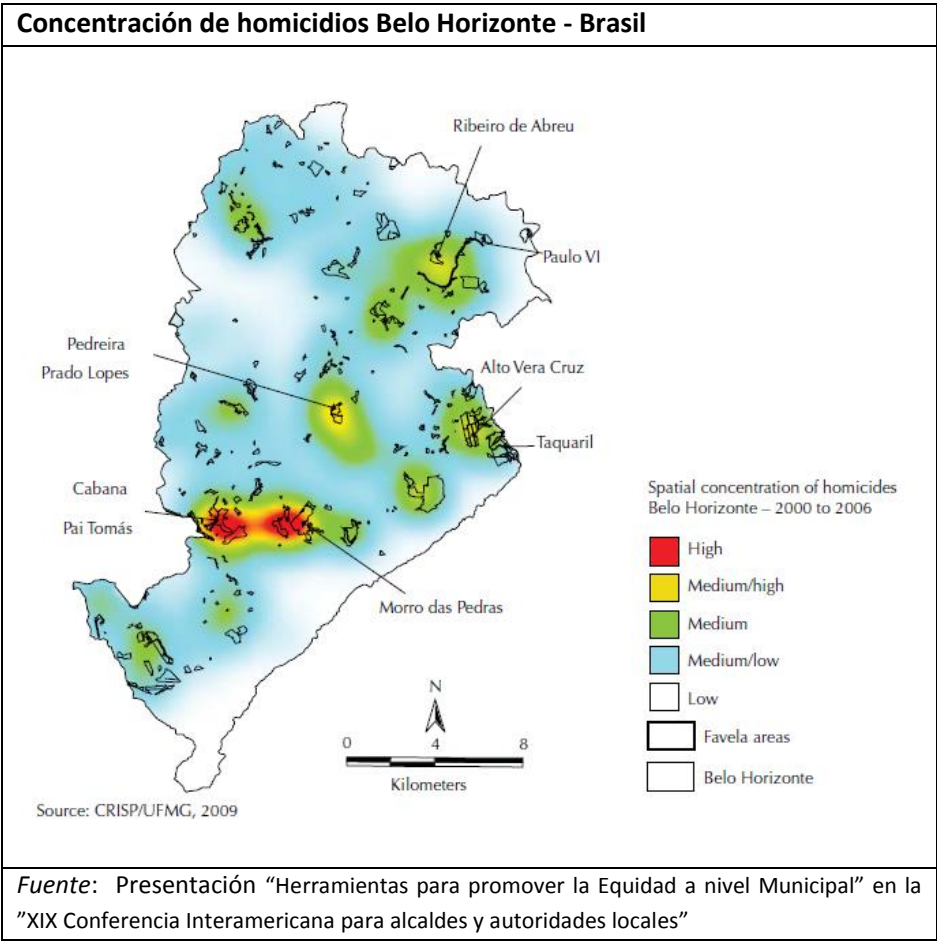 Concentración de homicidios Belo Horizonte - Brasil
Ribeiro de Abreu
Paulo VI
Pedreira
Prado Lopes
Alto Vera Cruz
Taquaril
Cabana
Pai Tomás
Morro das Pedras
Spatial concentration of homicides
Belo Horizonte – 2000 to 2006
High
Medium/high
Medium
Medium/low
Low
Favela areas
Belo Horizonte
N
0 4 8
Kilometers
Source: CRISP/UFMG, 2009
Fuente: Presentación “Herramientas para promover la Equidad a nivel Municipal” en la
”XIX Conferencia Interamericana para alcaldes y autoridades locales”